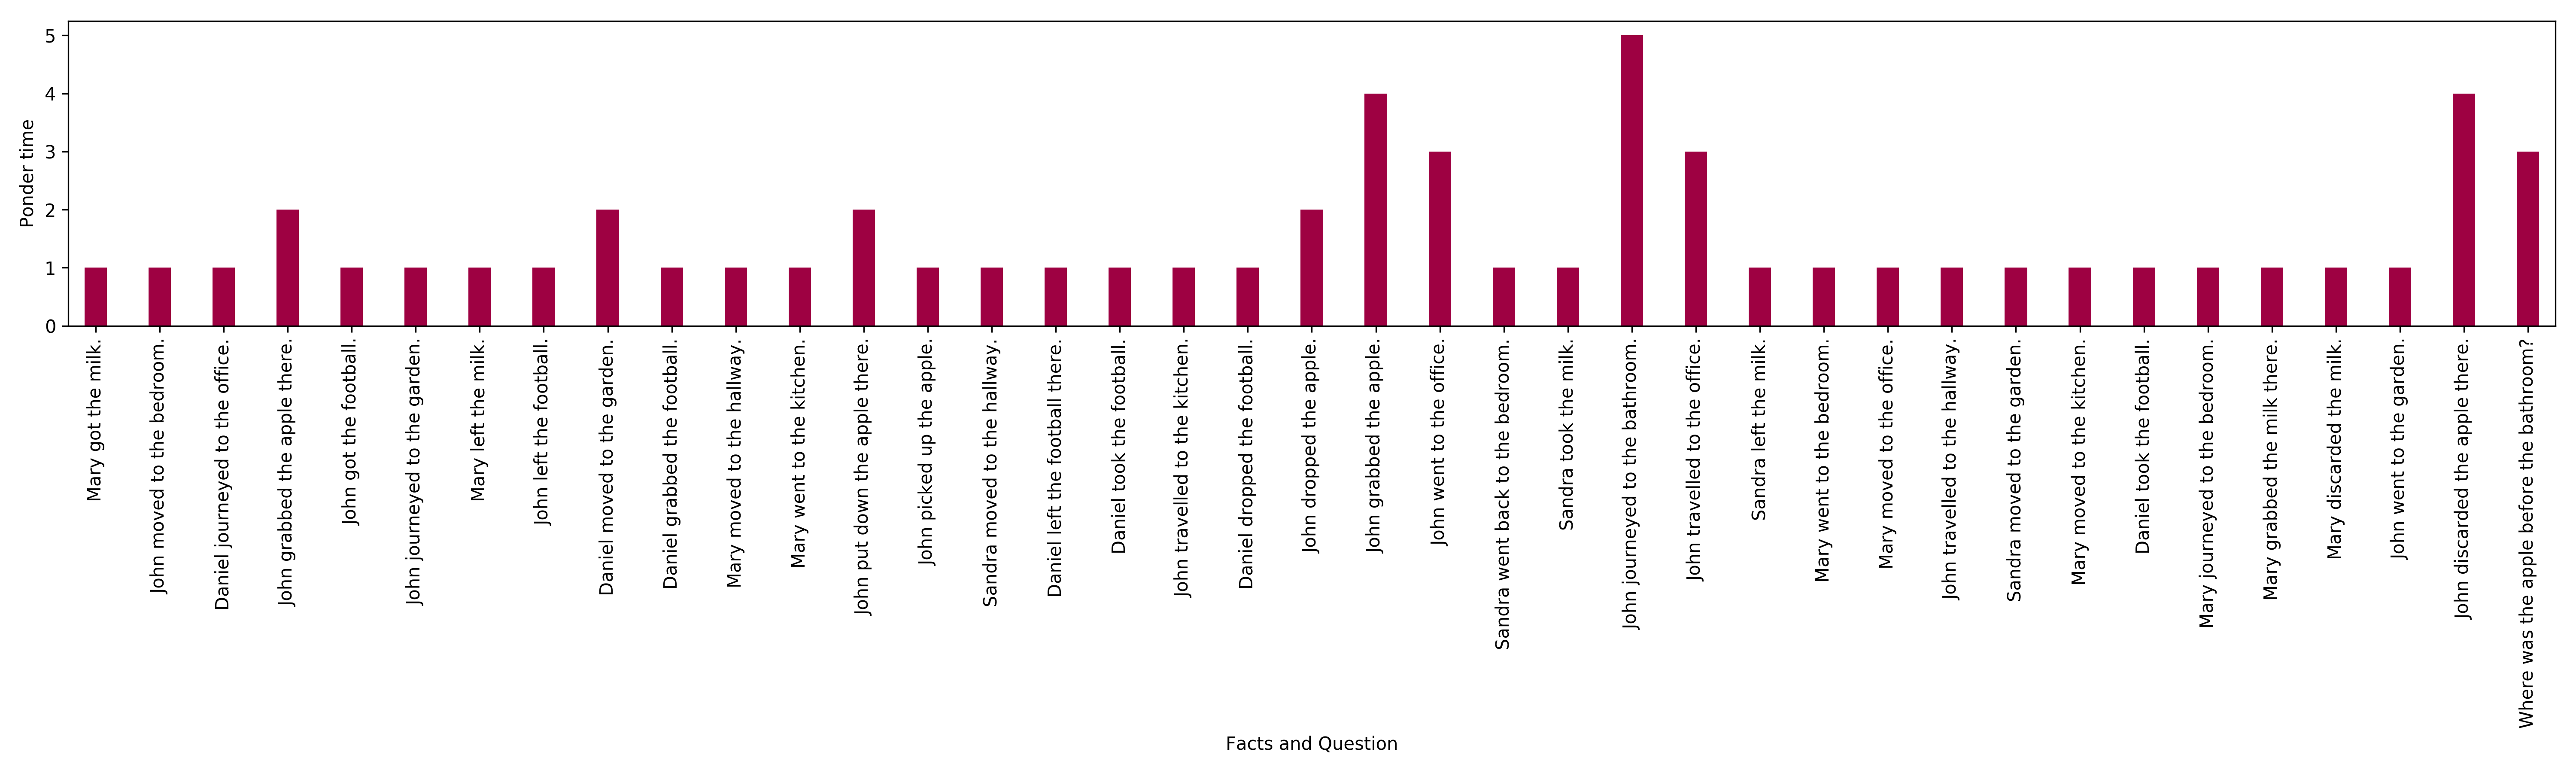 5
4
3
2
1
0
Ponder time
Mary got the milk.
John moved to the bedroom.
Daniel journeyed to the office.
John grabbed the apple there.
John got the football.
John journeyed to the garden.
Mary left the milk.
John left the football.
Daniel moved to the garden.
Daniel grabbed the football.
Mary moved to the hallway.
Mary went to the kitchen.
John put down the apple there.
John picked up the apple.
Sandra moved to the hallway.
Daniel left the football there.
Daniel took the football.
John travelled to the kitchen.
Daniel dropped the football.
John dropped the apple.
John grabbed the apple.
John went to the office.
Sandra went back to the bedroom.
Sandra took the milk.
John journeyed to the bathroom.
John travelled to the office.
Sandra left the milk.
Mary went to the bedroom.
Mary moved to the office.
John travelled to the hallway.
Sandra moved to the garden.
Mary moved to the kitchen.
Daniel took the football.
Mary journeyed to the bedroom.
Mary grabbed the milk there.
Mary discarded the milk.
John went to the garden.
John discarded the apple there.
Where was the apple before the bathroom?
Facts and Question